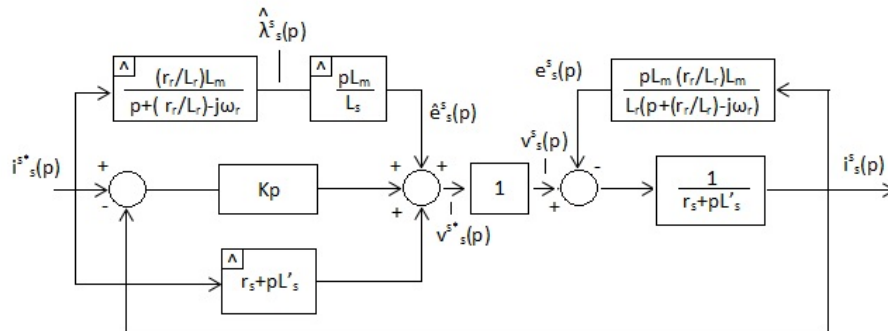 ^
λˢₛ(p)
^
(rᵣ/Lᵣ)Lₘ
p+( rᵣ/Lᵣ)-jωᵣ
^
pLₘ
Lₛ
êˢₛ(p)
eˢₛ(p)
pLₘ (rᵣ/Lᵣ)Lₘ
Lᵣ(p+(rᵣ/Lᵣ)-jωᵣ)
iˢ*ₛ(p)
+
-
Kp
+
+
+
+
vˢ*ₛ(p)
1
vˢₛ(p)
+
-
1
rₛ+pL'ₛ
iˢₛ(p)
^
rₛ+pL'ₛ